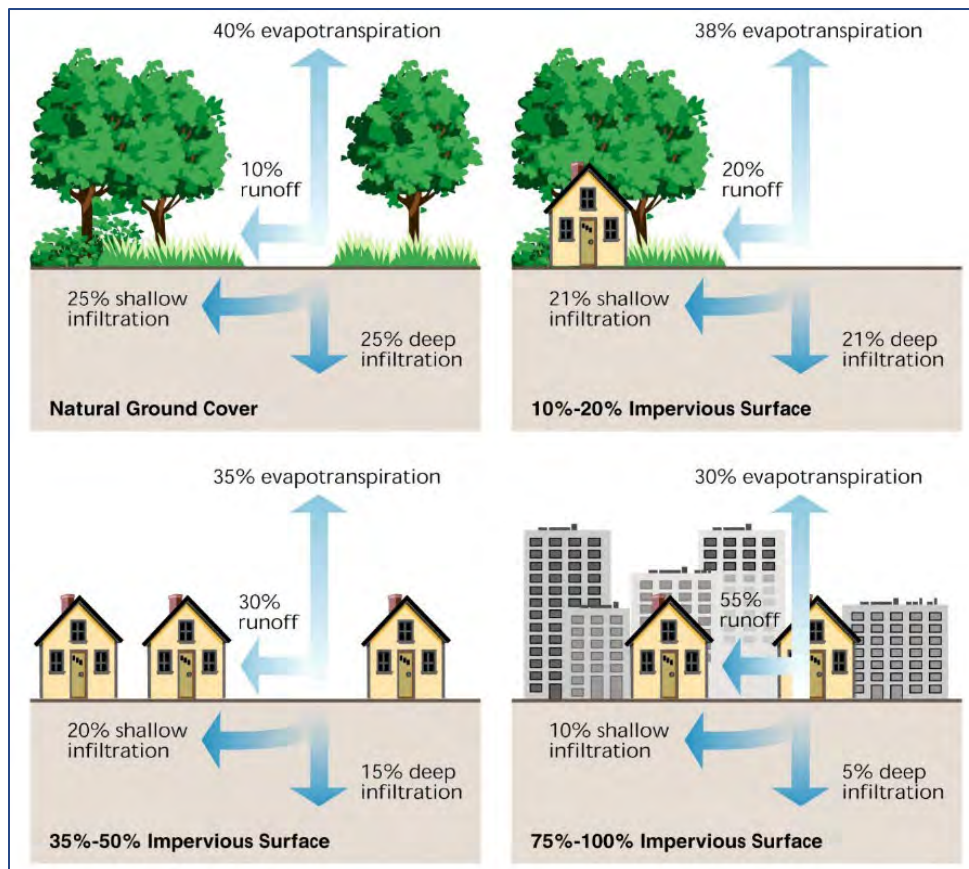 40% evapotranspiration
10%
runoff
25% shallow
infiltration
25% deep
infiltration
Natural Ground Cover
38% evapotranspiration
20%
runoff
21% shallow
infiltration
21% deep
infiltration
10%-20% Impervious Surface
35% evapotranspiration
30%
runoff
20% shallow
infiltration
15% deep
infiltration
35%-50% Impervious Surface
30% evapotranspiration
55%
runoff
10% shallow
infiltration
5% deep
infiltration
75%-100% Impervious Surface